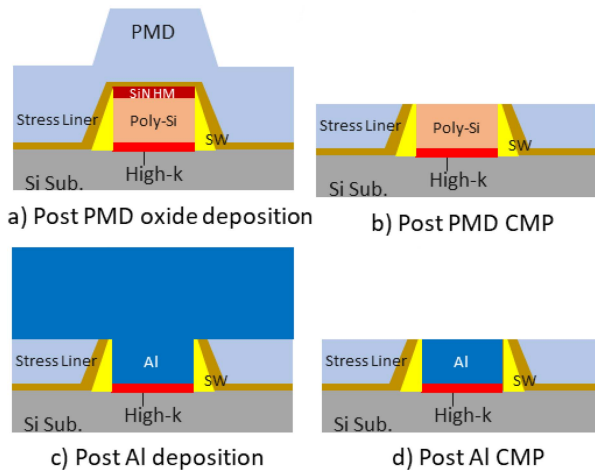 PMD
SiN HM
Stress Liner
Poly-Si
SW
Si Sub.
High-k
a) Post PMD oxide deposition
Stress Liner
Poly-Si
SW
Si Sub.
High-k
b) Post PMD CMP
Stress Liner
Al
SW
Si Sub.
High-k
c) Post Al deposition
Stress Liner
Al
SW
Si Sub.
High-k
d) Post Al CMP